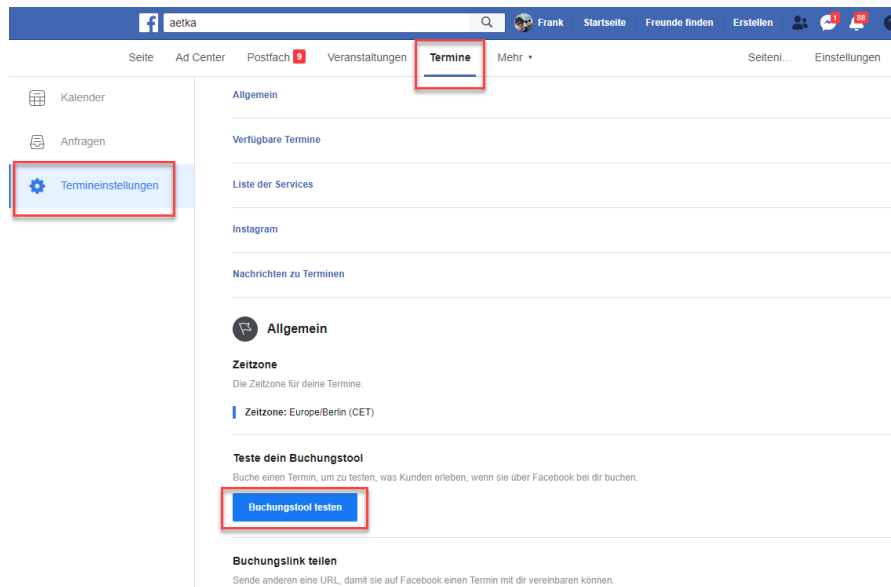 aetka
Frank Startseite Freunde finden Erstellen 1 88
Seite Ad Center Postfach 9 Veranstaltungen Termine Mehr Seiteni... Einstellungen
Kalender
Anfragen
Termineinstellungen
Allgemein
Verfügbare Termine
Liste der Services
Instagram
Nachrichten zu Terminen
Allgemein
Zeitzone
Die Zeitzone für deine Termine.
Zeitzone: Europe/Berlin (CET)
Teste dein Buchungstool
Buche einen Termin, um zu testen, was Kunden erleben, wenn sie über Facebook bei dir buchen.
Buchungstool testen
Buchungslink teilen
Sende anderen eine URL, damit sie auf Facebook einen Termin mit dir vereinbaren können.